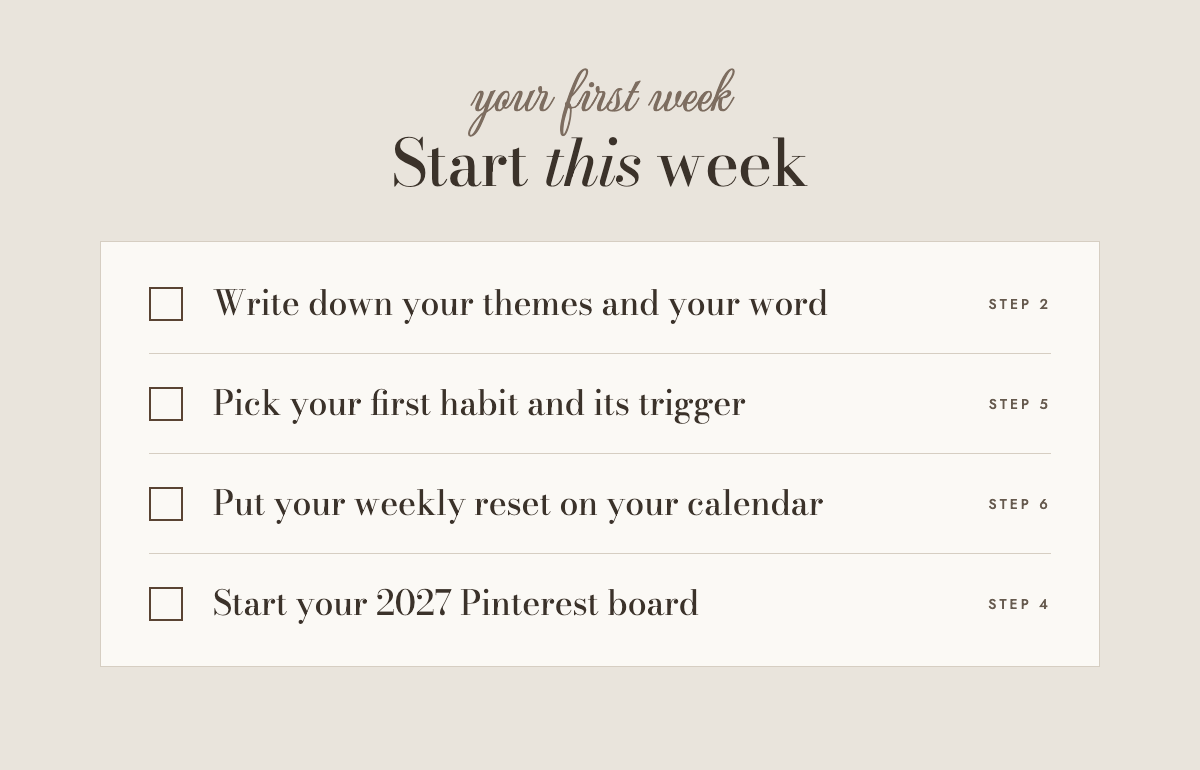 your first week
Start this week
Write down your themes and your word STEP 2
Pick your first habit and its trigger STEP 5
Put your weekly reset on your calendar STEP 6
Start your 2027 Pinterest board STEP 4